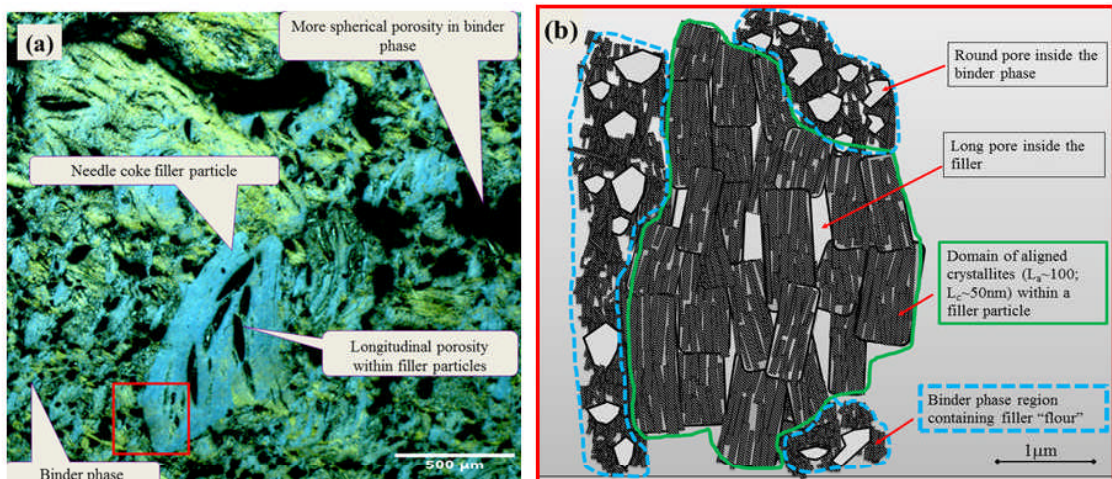 (a)
More spherical porosity in binder
phase
Needle coke filler particle
Longitudinal porosity
within filler particles
Binder phase
500 µm
(b)
Round pore inside the
binder phase
Long pore inside the
filler
Domain of aligned
crystallites (Lₐ~100;
L꜀~50nm) within a
filler particle
Binder phase region
containing filler “flour”
1µm